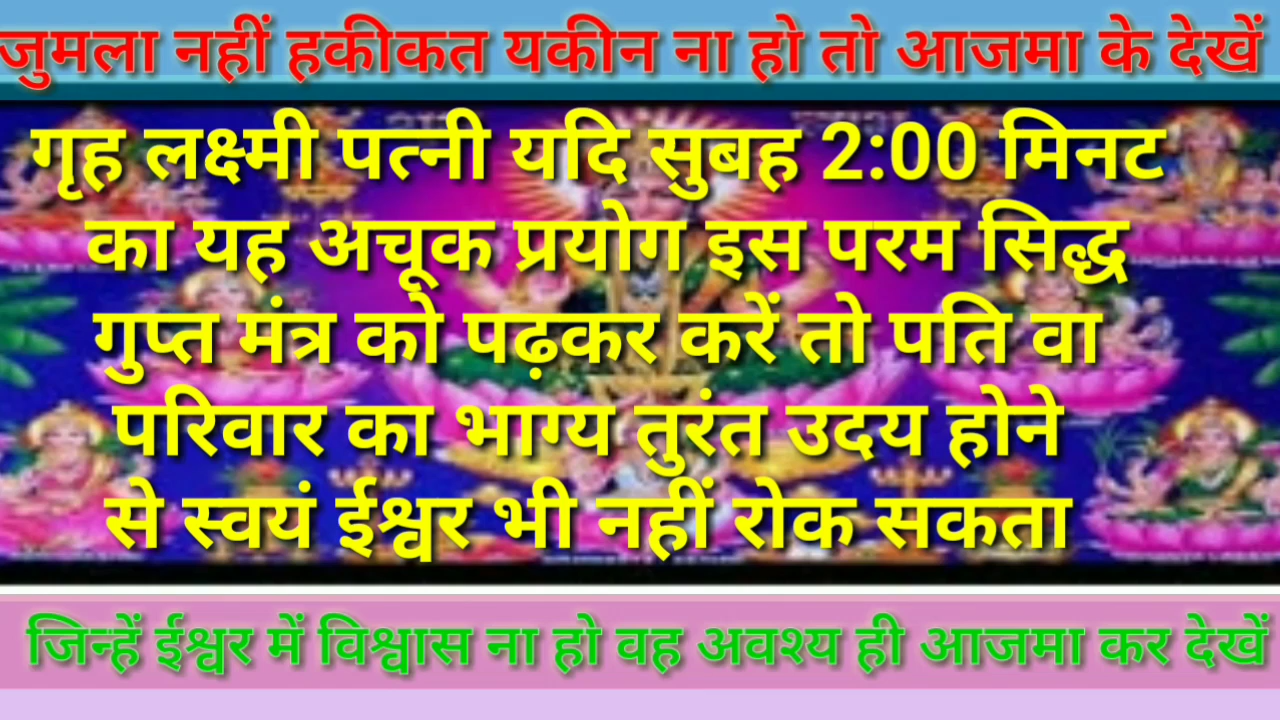 जुमला नहीं हकीकत यकीन ना हो तो आजमा के देखें
गृह लक्ष्मी पत्नी यदि सुबह 2:00 मिनट
का यह अचूक प्रयोग इस परम सिद्ध
गुप्त मंत्र को पढ़कर करें तो पति वा
परिवार का भाग्य तुरंत उदय होने
से स्वयं ईश्वर भी नहीं रोक सकता
जिन्हें ईश्वर में विश्वास ना हो वह अवश्य ही आजमा कर देखें